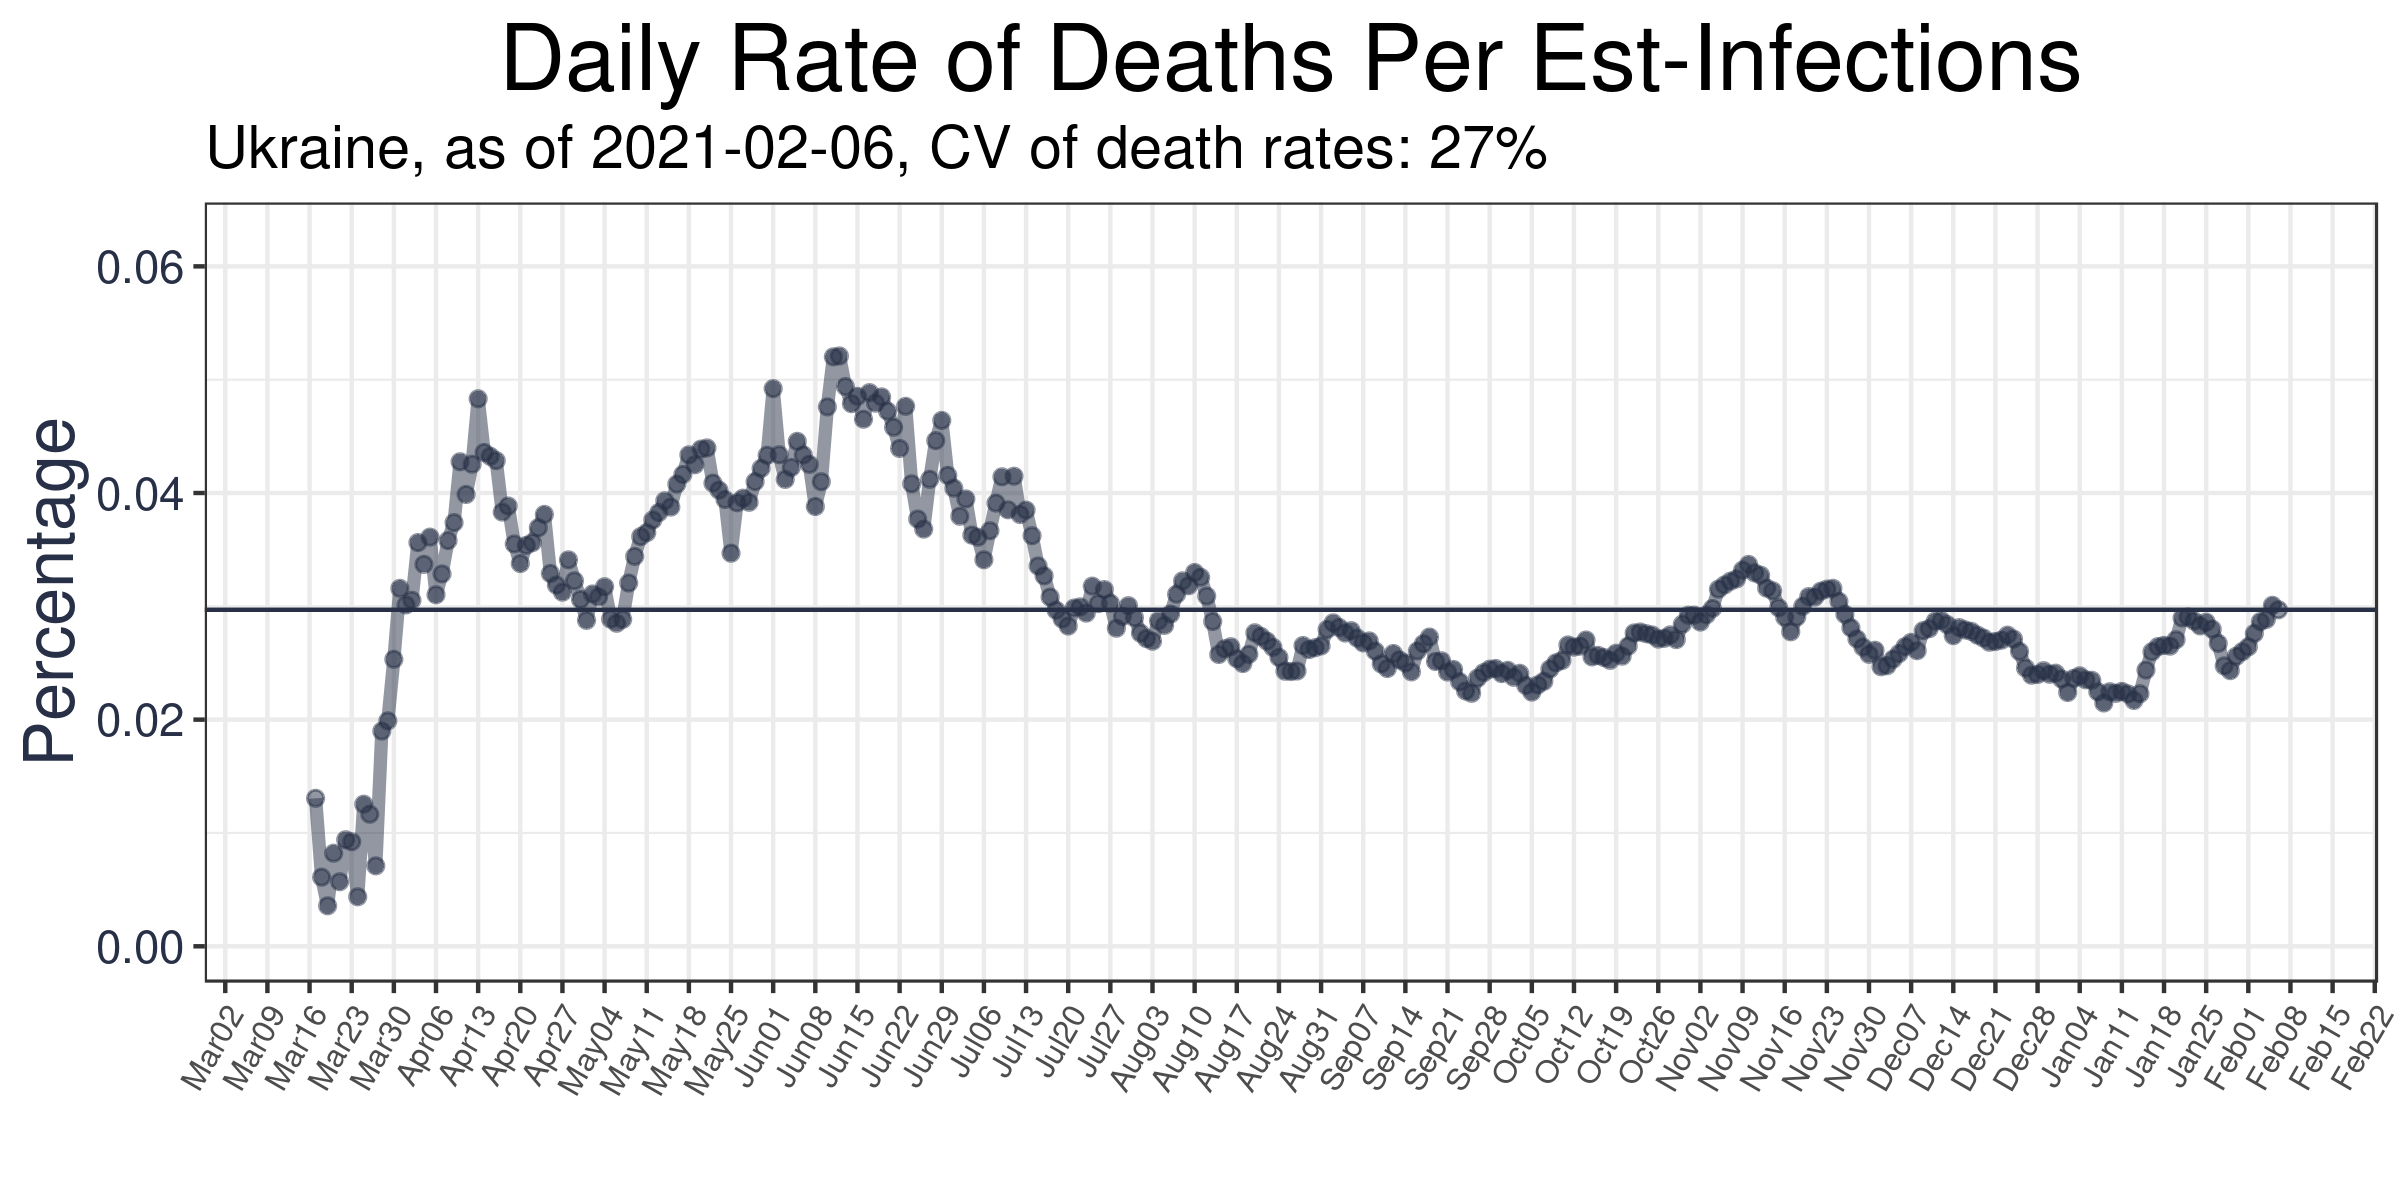 Daily Rate of Deaths Per Est-Infections
Ukraine, as of 2021-02-06, CV of death rates: 27%
Percentage
0.06
0.04
0.02
0.00
Mar02
Mar09
Mar16
Mar23
Mar30
Apr06
Apr13
Apr20
Apr27
May04
May11
May18
May25
Jun01
Jun08
Jun15
Jun22
Jun29
Jul06
Jul13
Jul20
Jul27
Aug03
Aug10
Aug17
Aug24
Aug31
Sep07
Sep14
Sep21
Sep28
Oct05
Oct12
Oct19
Oct26
Nov02
Nov09
Nov16
Nov23
Nov30
Dec07
Dec14
Dec21
Dec28
Jan04
Jan11
Jan18
Jan25
Feb01
Feb08
Feb15
Feb22